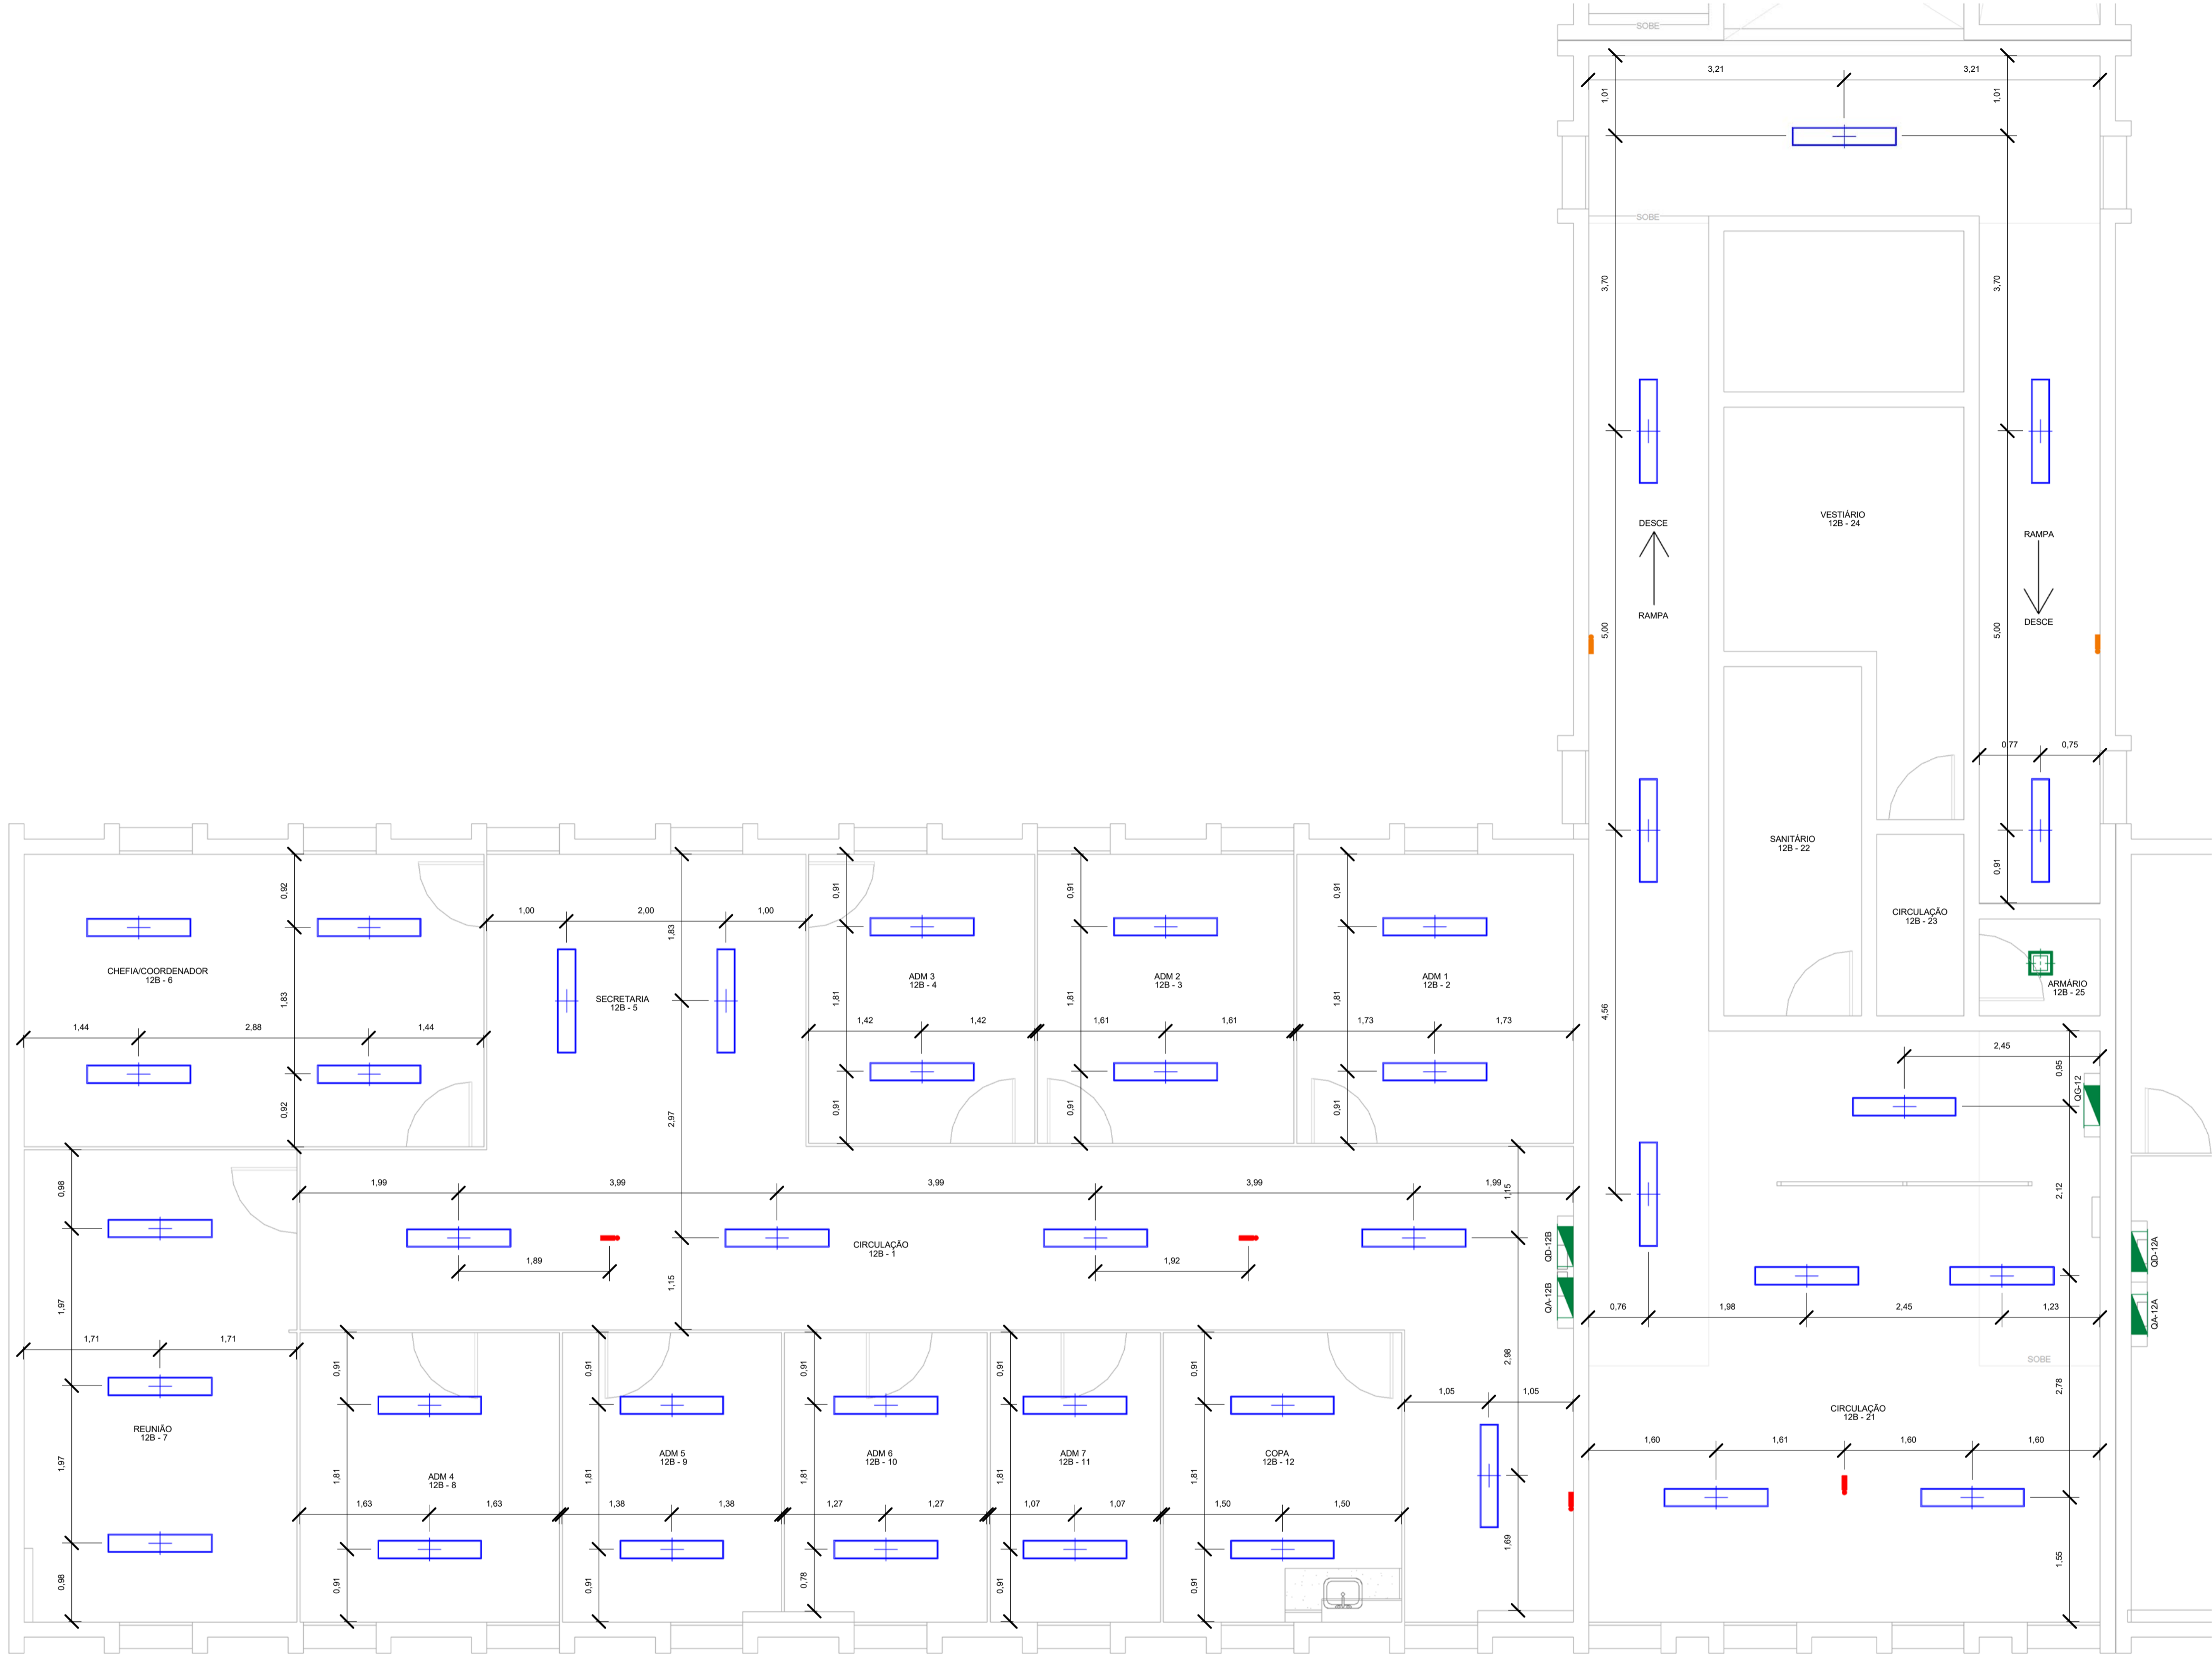 SOBE
3,21
3,21
1,01
1,01
SOBE
3,70
3,70
VESTIÁRIO
12B - 24
DESCE
RAMPA
RAMPA
DESCE
5,00
5,00
0,77
0,75
SANITÁRIO
12B - 22
0,91
CIRCULAÇÃO
12B - 23
ARMÁRIO
12B - 25
4,56
0,92
1,00
2,00
1,00
1,83
0,91
0,91
0,91
CHEFIA/COORDENADOR
12B - 6
SECRETARIA
12B - 5
ADM 3
12B - 4
ADM 2
12B - 3
ADM 1
12B - 2
1,83
1,81
1,81
1,81
1,44
2,88
1,44
1,42
1,42
1,61
1,61
1,73
1,73
2,45
0,95
QG-12
0,92
2,97
0,91
0,91
0,91
0,98
1,99
3,99
3,99
3,99
1,99
1,15
2,12
CIRCULAÇÃO
12B - 1
QD-12B
QD-12A
1,89
1,92
1,15
QA-12B
QA-12A
1,97
0,76
1,98
2,45
1,23
1,71
1,71
0,91
0,91
0,91
0,91
0,91
2,98
SOBE
2,78
1,05
1,05
CIRCULAÇÃO
12B - 21
REUNIÃO
12B - 7
1,60
1,61
1,60
1,60
ADM 4
12B - 8
ADM 5
12B - 9
ADM 6
12B - 10
ADM 7
12B - 11
COPA
12B - 12
1,97
1,81
1,81
1,81
1,81
1,81
1,63
1,63
1,38
1,38
1,27
1,27
1,07
1,07
1,50
1,50
1,69
1,55
0,98
0,91
0,91
0,78
0,91
0,91